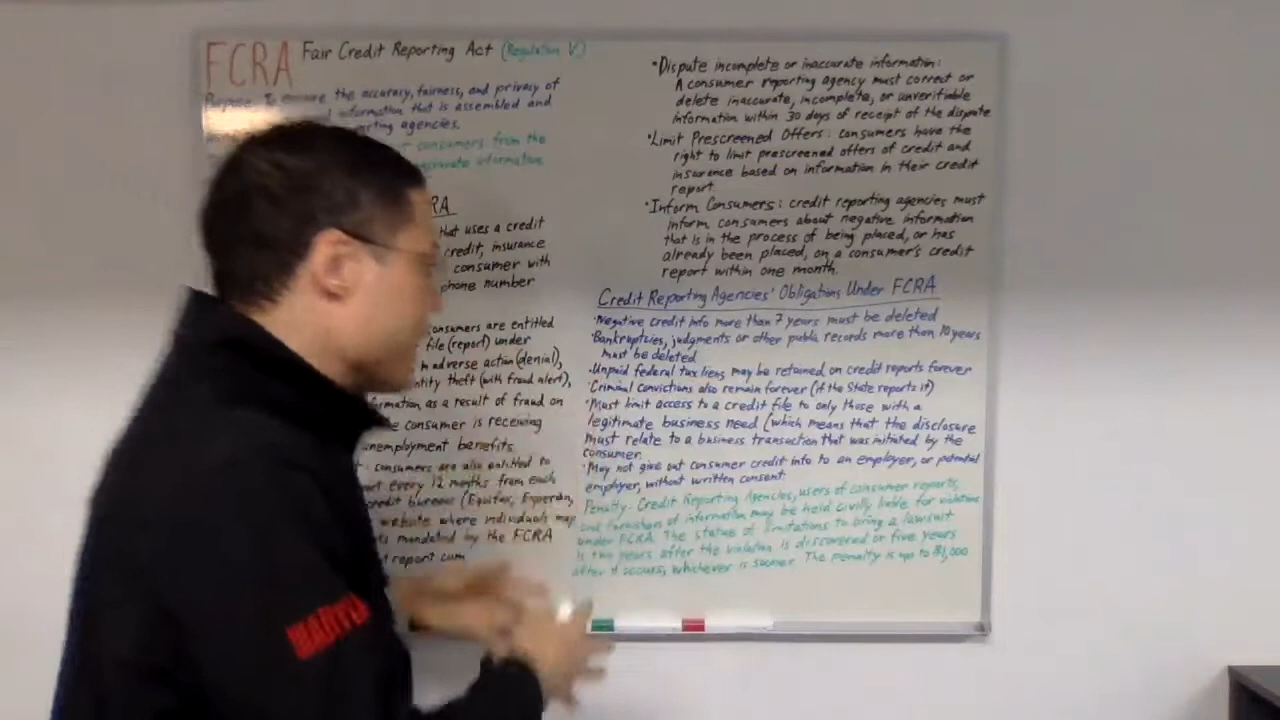 FCRA Fair Credit Reporting Act (Regulation V)
Purpose: To ensure the accuracy, fairness, and privacy of
information that is assembled and
agencies.
consumers from the
information
RA
that uses a credit
credit, insurance
consumer with
phone number
consumers are entitled
file (report) under
adverse action (denial),
theft (with fraud alert),
as a result of fraud on
consumer is receiving
unemployment benefits
consumers are also entitled to
every 12 months from each
bureau (Equifax, Experian,
website where individuals may
mandated by the FCRA
report.com
•Dispute incomplete or inaccurate information:
A consumer reporting agency must correct or
delete inaccurate, incomplete, or unverifiable
information within 30 days of receipt of the dispute
•Limit Prescreened Offers: consumers have the
right to limit prescreened offers of credit and
insurance based on information in their credit
report.
•Inform Consumers: credit reporting agencies must
inform consumers about negative information
that is in the process of being placed, or has
already been placed, on a consumer's credit
report within one month.
Credit Reporting Agencies' Obligations Under FCRA
•Negative credit info more than 7 years must be deleted
•Bankruptcies, judgments or other public records more than 10 years
must be deleted
•Unpaid federal tax liens may be retained on credit reports forever
•Criminal convictions also remain forever (if the State reports it)
•Must limit access to a credit file to only those with a
legitimate business need (which means that the disclosure
must relate to a business transaction that was initiated by the
consumer.
•May not give out consumer credit info to an employer, or potential
employer, without written consent.
Penalty: Credit Reporting Agencies, users of consumer reports,
and furnishers of information may be held civilly liable for violations
under FCRA. The statue of limitations to bring a lawsuit
is two years after the violation is discovered or five years
after it occurs, whichever is sooner. The penalty is up to $1,000